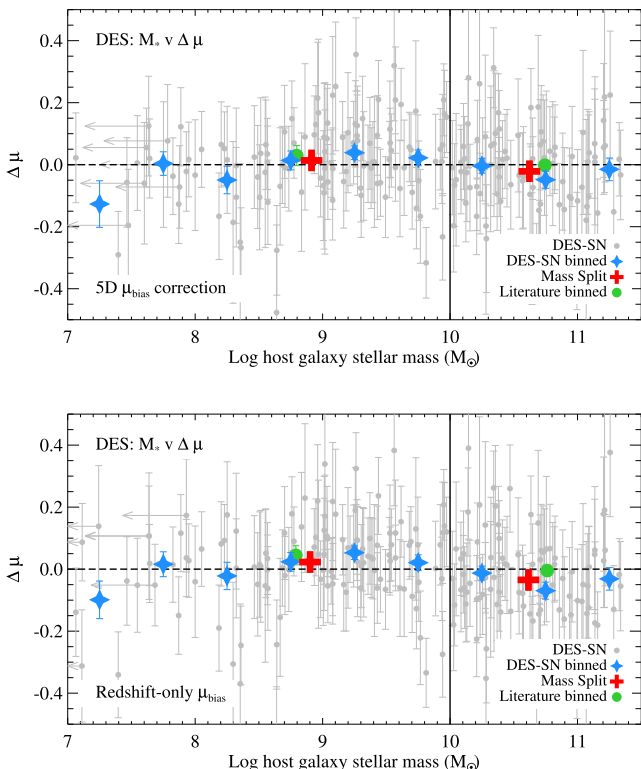 DES: M* v Δ μ
0.4
0.2
0.0
-0.2
-0.4
Δ μ
5D μbias correction
DES-SN
DES-SN binned
Mass Split
Literature binned
7 8 9 10 11
Log host galaxy stellar mass (M⊙)
DES: M* v Δ μ
0.4
0.2
0.0
-0.2
-0.4
Δ μ
Redshift-only μbias
DES-SN
DES-SN binned
Mass Split
Literature binned
7 8 9 10 11
Log host galaxy stellar mass (M⊙)